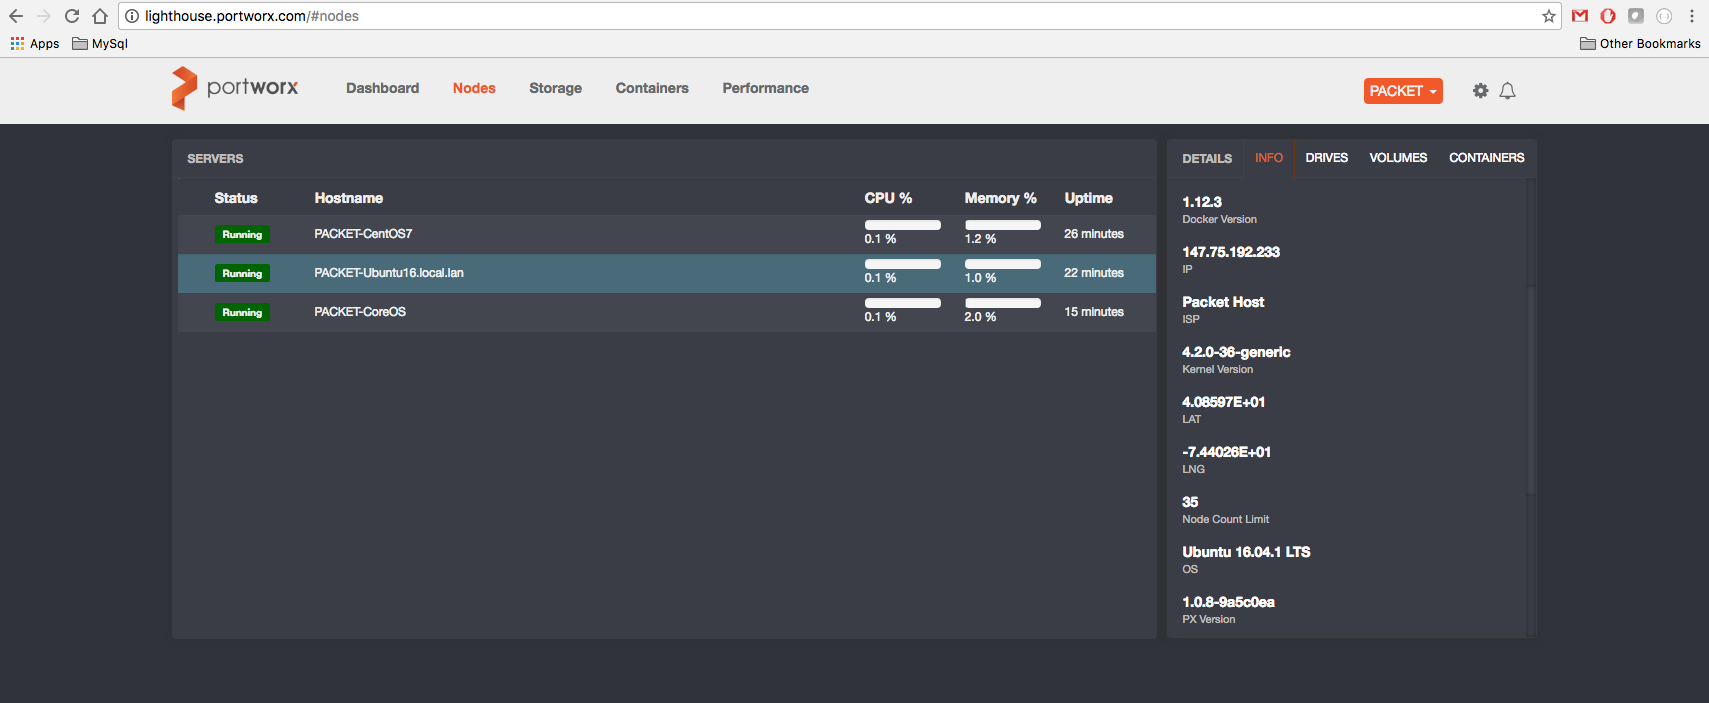 lighthouse.portworx.com/#nodes
Apps MySql Other Bookmarks
portworx Dashboard Nodes Storage Containers Performance PACKET
SERVERS
Status Hostname CPU % Memory % Uptime
Running PACKET-CentOS7 0.1 % 1.2 % 26 minutes
Running PACKET-Ubuntu16.local.lan 0.1 % 1.0 % 22 minutes
Running PACKET-CoreOS 0.1 % 2.0 % 15 minutes
DETAILS INFO DRIVES VOLUMES CONTAINERS
1.12.3
Docker Version
147.75.192.233
IP
Packet Host
ISP
4.2.0-36-generic
Kernel Version
4.08597E+01
LAT
-7.44026E+01
LNG
35
Node Count Limit
Ubuntu 16.04.1 LTS
OS
1.0.8-9a5c0ea
PX Version